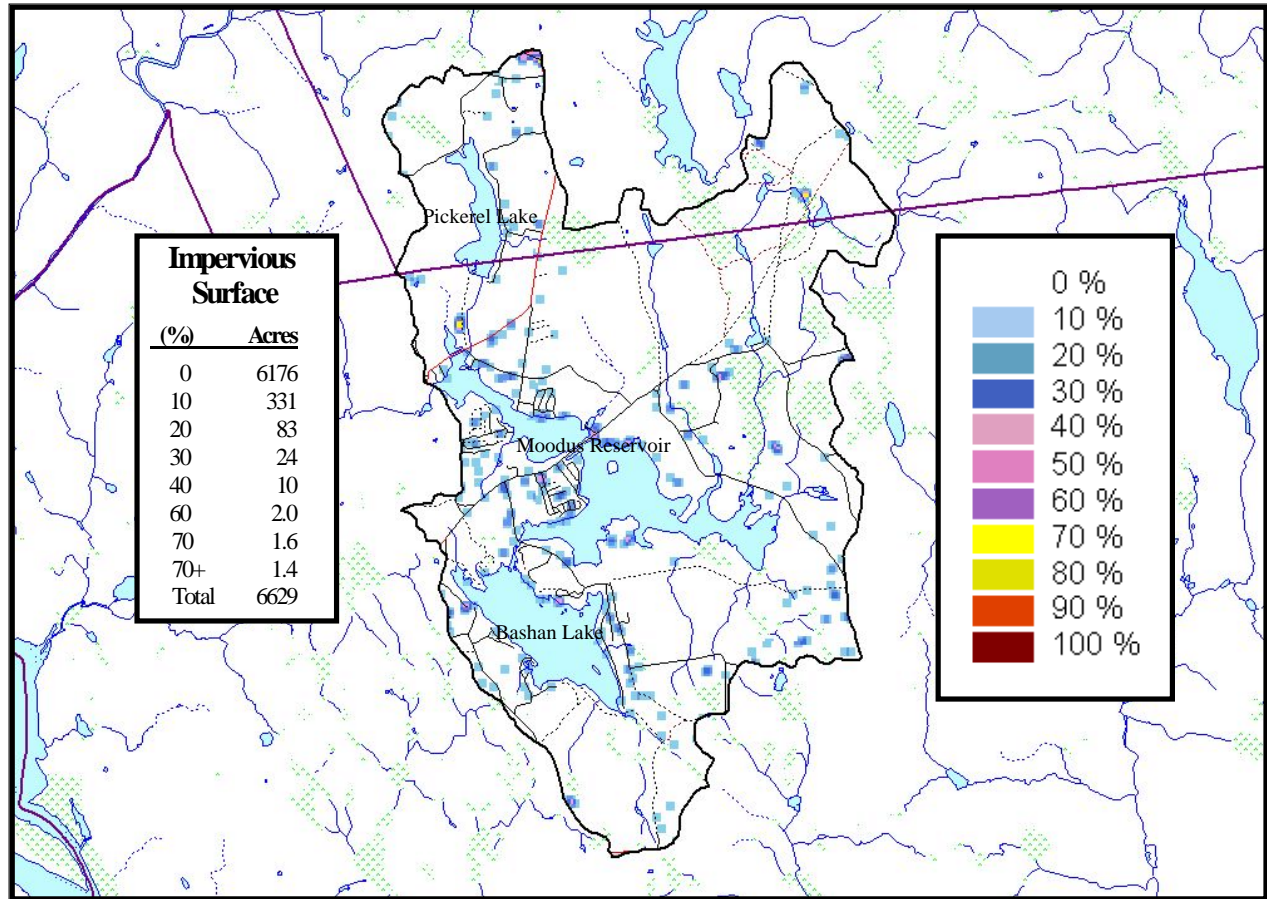 Pickerel Lake
Impervious
Surface
(%) Acres
0 6176
10 331
20 83
30 24
40 10
60 2.0
70 1.6
70+ 1.4
Total 6629
Moodus Reservoir
Bashan Lake
0 %
10 %
20 %
30 %
40 %
50 %
60 %
70 %
80 %
90 %
100 %